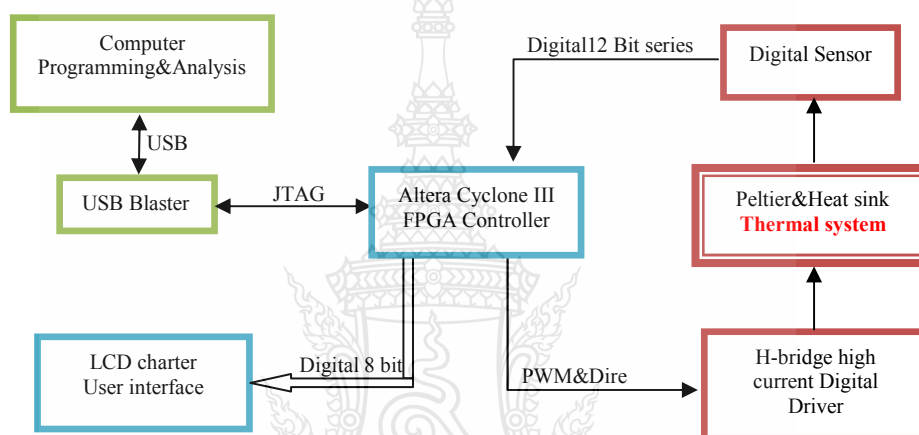 Computer
Programming&Analysis
USB
USB Blaster
JTAG
Altera Cyclone III
FPGA Controller
Digital12 Bit series
Digital Sensor
Peltier&Heat sink
Thermal system
H-bridge high
current Digital
Driver
PWM&Dire
Digital 8 bit
LCD charter
User interface